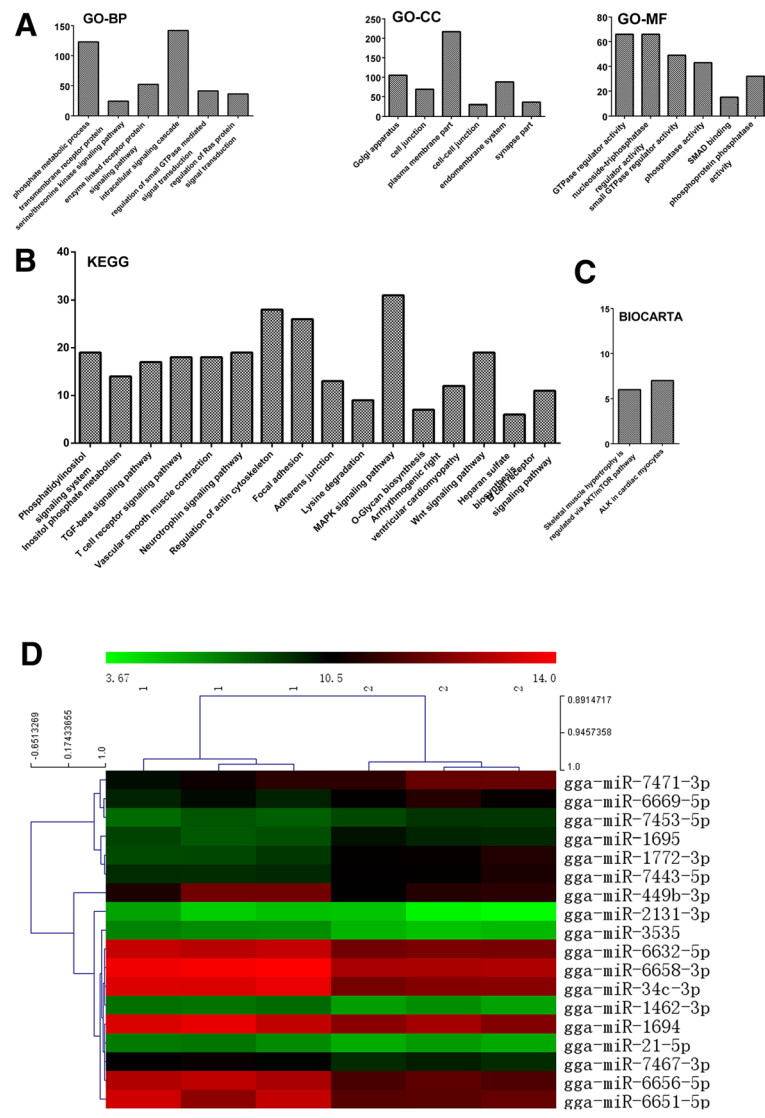 A
GO-BP
150
100
50
0
phosphate metabolic process
transmembrane receptor protein
serine/threonine kinase signaling pathway
enzyme linked receptor protein
signaling pathway
intracellular signaling cascade
regulation of small GTPase mediated
signal transduction
regulation of Ras protein
signal transduction
GO-CC
250
200
150
100
50
0
Golgi apparatus
cell junction
plasma membrane part
cell-cell junction
endomembrane system
synapse part
GO-MF
80
60
40
20
0
GTPase regulator activity
nucleoside-triphosphatase
regulator activity
small GTPase regulator activity
phosphatase activity
SMAD binding
phosphoprotein phosphatase
activity
B
KEGG
40
30
20
10
0
Phosphatidylinositol
signaling system
Inositol phosphate metabolism
TGF-beta signaling pathway
T cell receptor signaling pathway
Vascular smooth muscle contraction
Neurotrophin signaling pathway
Regulation of actin cytoskeleton
Focal adhesion
Adherens junction
Lysine degradation
MAPK signaling pathway
O-Glycan biosynthesis
Arrhythmogenic right
ventricular cardiomyopathy
Wnt signaling pathway
Heparan sulfate
biosynthesis
B cell receptor
signaling pathway
C
BIOCARTA
15
10
5
0
Skeletal muscle hypertrophy is
regulated via AKT/mTOR pathway
ALK in cardiac myocytes
D
3.67 10.5 14.0
1 1 1 2 2 2
-0.6513269
0.17433655
1.0
0.8914717
0.9457358
1.0
gga-miR-7471-3p
gga-miR-6669-5p
gga-miR-7453-5p
gga-miR-1695
gga-miR-1772-3p
gga-miR-7443-5p
gga-miR-449b-3p
gga-miR-2131-3p
gga-miR-3535
gga-miR-6632-5p
gga-miR-6658-3p
gga-miR-34c-3p
gga-miR-1462-3p
gga-miR-1694
gga-miR-21-5p
gga-miR-7467-3p
gga-miR-6656-5p
gga-miR-6651-5p